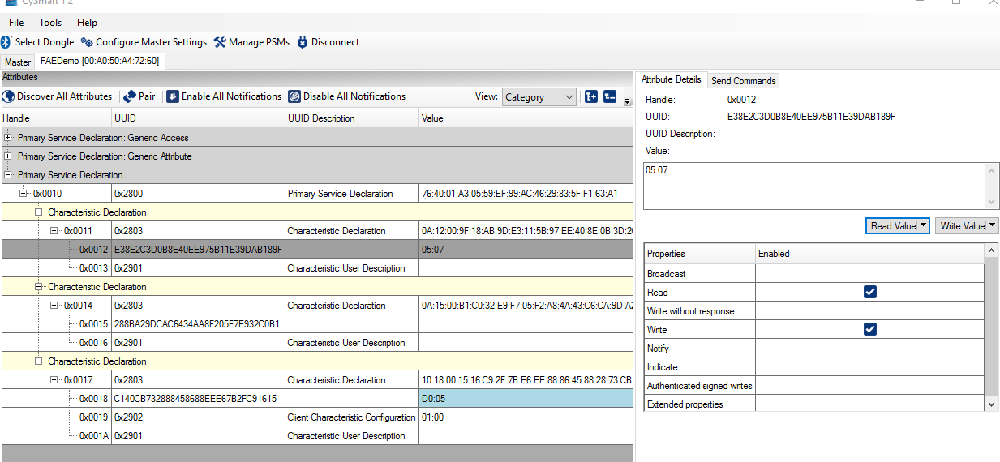 CySmart 1.2
File Tools Help
Select Dongle Configure Master Settings Manage PSMs Disconnect
Master FAEDemo [00:A0:50:A4:72:60]
Attributes
Discover All Attributes Pair Enable All Notifications Disable All Notifications View: Category
Handle UUID UUID Description Value
Primary Service Declaration: Generic Access
Primary Service Declaration: Generic Attribute
Primary Service Declaration
0x0010 0x2800 Primary Service Declaration 76:40:01:A3:05:59:EF:99:AC:46:29:83:5F:F1:63:A1
Characteristic Declaration
0x0011 0x2803 Characteristic Declaration 0A:12:00:9F:18:AB:9D:E3:11:5B:97:EE:40:8E:0B:3D:2
0x0012 E38E2C3D0B8E40EE975B11E39DAB189F 05:07
0x0013 0x2901 Characteristic User Description
Characteristic Declaration
0x0014 0x2803 Characteristic Declaration 0A:15:00:B1:C0:32:E9:F7:05:F2:A8:4A:43:C6:CA:9D:A2
0x0015 288BA29DCAC6434AA8F205F7E932C0B1
0x0016 0x2901 Characteristic User Description
Characteristic Declaration
0x0017 0x2803 Characteristic Declaration 10:18:00:15:16:C9:2F:7B:E6:EE:88:86:45:88:28:73:CB
0x0018 C140CB732888458688EEE67B2FC91615 D0:05
0x0019 0x2902 Client Characteristic Configuration 01:00
0x001A 0x2901 Characteristic User Description
Attribute Details Send Commands
Handle: 0x0012
UUID: E38E2C3D0B8E40EE975B11E39DAB189F
UUID Description:
Value:
05:07
Read Value Write Value
Properties Enabled
Broadcast
Read
Write without response
Write
Notify
Indicate
Authenticated signed writes
Extended properties